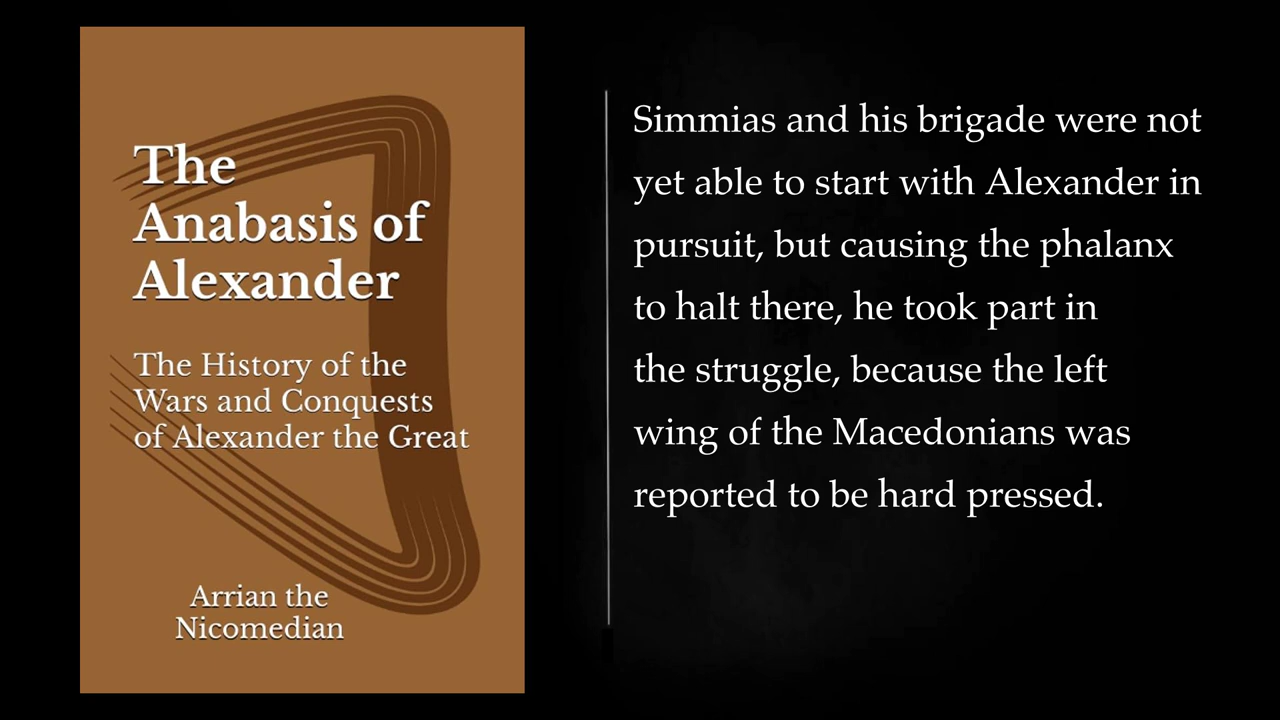 The
Anabasis of
Alexander
The History of the
Wars and Conquests
of Alexander the Great
Arrian the
Nicomedian
Simmias and his brigade were not
yet able to start with Alexander in
pursuit, but causing the phalanx
to halt there, he took part in
the struggle, because the left
wing of the Macedonians was
reported to be hard pressed.